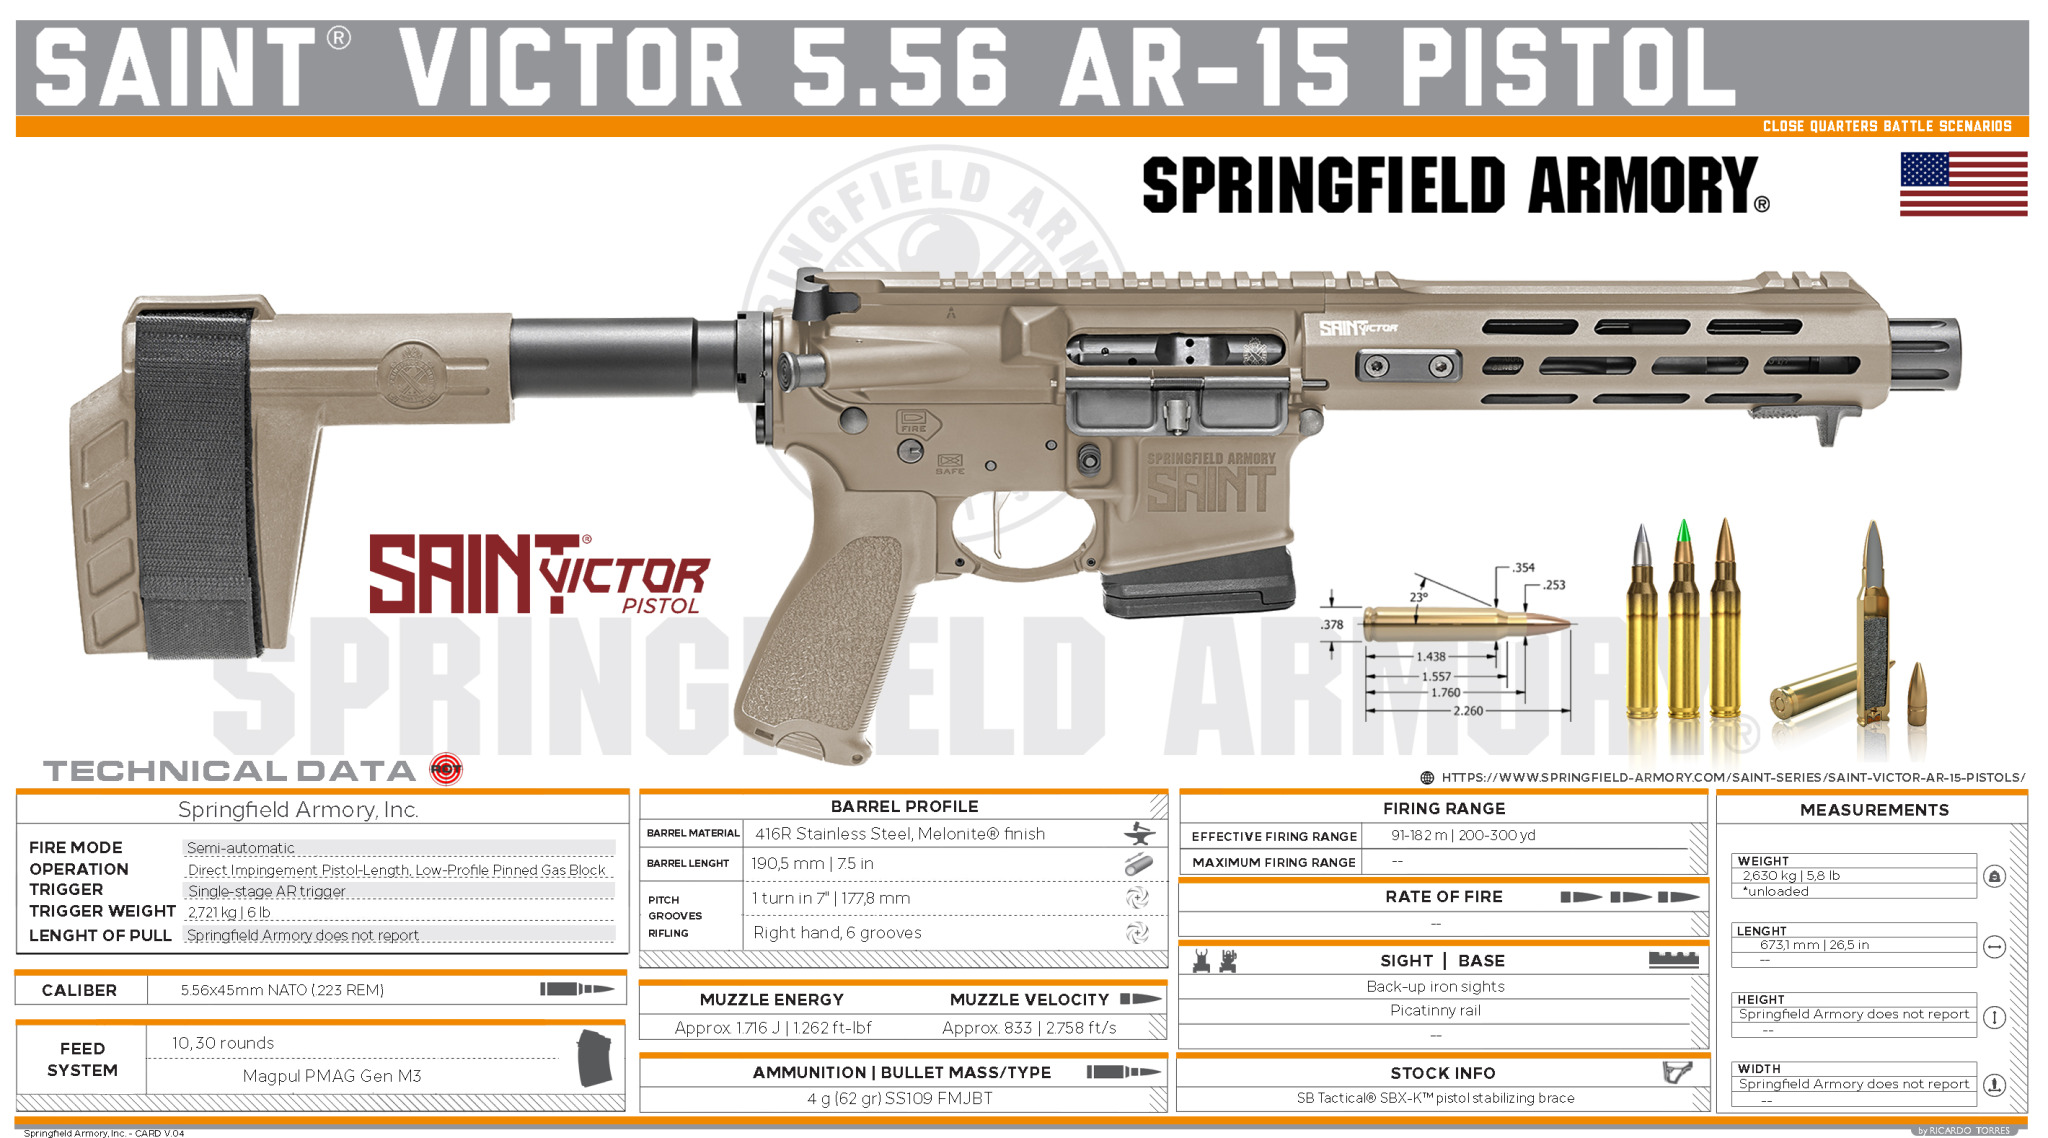 SAINT® VICTOR 5.56 AR-15 PISTOL
CLOSE QUARTERS BATTLE SCENARIOS
SPRINGFIELD ARMORY®
SPRINGFIELD ARMORY
SAINT VICTOR
FIRE
SAFE
SPRINGFIELD ARMORY
SAINT
SAINT® VICTOR
PISTOL
.354
.253
23°
.378
1.438
1.557
1.760
2.260
SPRINGFIELD ARMORY®
TECHNICAL DATA
HTTPS://WWW.SPRINGFIELD-ARMORY.COM/SAINT-SERIES/SAINT-VICTOR-AR-15-PISTOLS/
Springfield Armory, Inc.
FIRE MODE Semi-automatic
OPERATION Direct Impingement Pistol-Length, Low-Profile Pinned Gas Block
TRIGGER Single-stage AR trigger
TRIGGER WEIGHT 2,721 kg | 6 lb
LENGHT OF PULL Springfield Armory does not report
CALIBER 5.56x45mm NATO (.223 REM)
FEED SYSTEM
10, 30 rounds
Magpul PMAG Gen M3
BARREL PROFILE
BARREL MATERIAL 416R Stainless Steel, Melonite® finish
BARREL LENGHT 190,5 mm | 7.5 in
PITCH GROOVES RIFLING
1 turn in 7" | 177,8 mm
Right hand, 6 grooves
MUZZLE ENERGY MUZZLE VELOCITY
Approx. 1.716 J | 1.262 ft-lbf Approx. 833 | 2.758 ft/s
AMMUNITION | BULLET MASS/TYPE
4 g (62 gr) SS109 FMJBT
FIRING RANGE
EFFECTIVE FIRING RANGE 91-182 m | 200-300 yd
MAXIMUM FIRING RANGE --
RATE OF FIRE
--
SIGHT | BASE
Back-up iron sights
Picatinny rail
--
STOCK INFO
SB Tactical® SBX-K™ pistol stabilizing brace
MEASUREMENTS
WEIGHT
2,630 kg | 5,8 lb
*unloaded
LENGHT
673,1 mm | 26,5 in
--
HEIGHT
Springfield Armory does not report
--
WIDTH
Springfield Armory does not report
--
Springfield Armory, Inc. - CARD V.04
by RICARDO TORRES